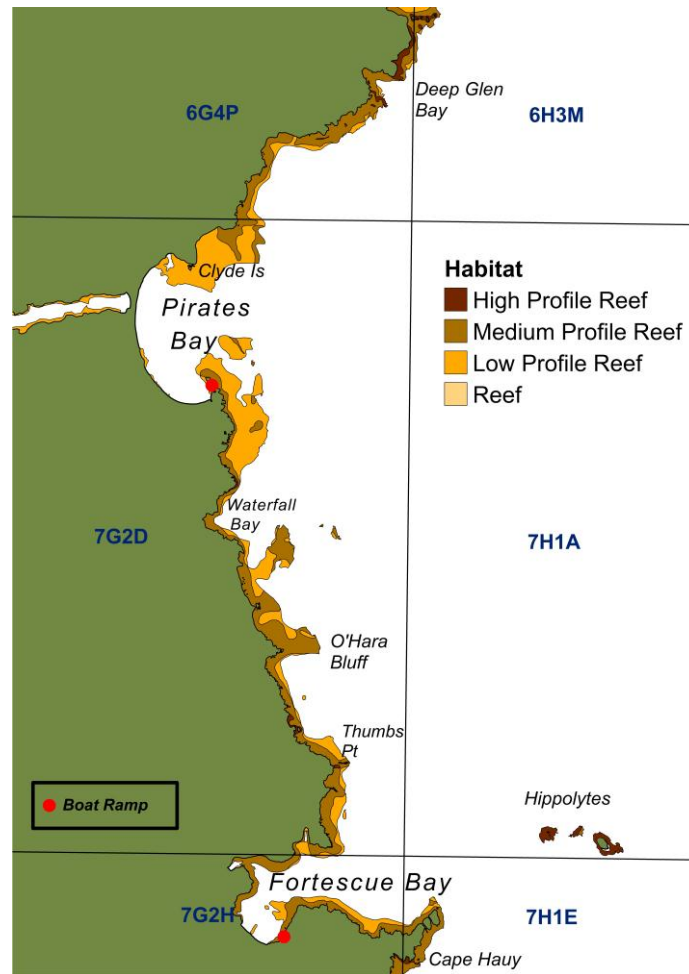 Deep Glen
Bay
6G4P
6H3M
Clyde Is
Habitat
High Profile Reef
Medium Profile Reef
Low Profile Reef
Reef
Pirates
Bay
Waterfall
Bay
7G2D
7H1A
O'Hara
Bluff
Thumbs
Pt
Boat Ramp
Hippolytes
Fortescue Bay
7G2H
7H1E
Cape Hauy